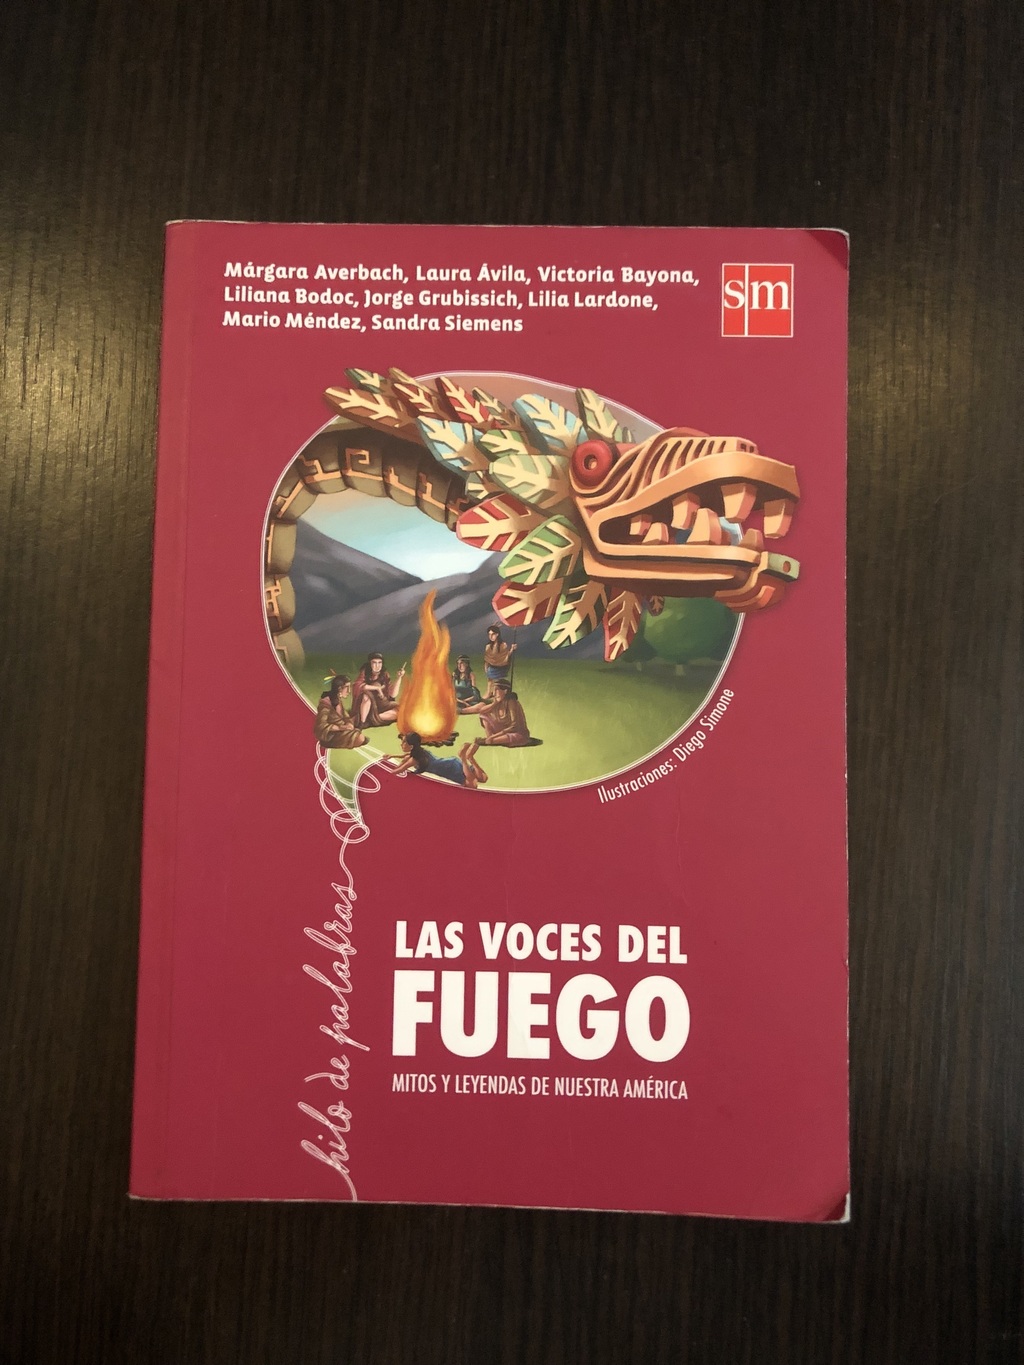 Márgara Averbach, Laura Ávila, Victoria Bayona,
Liliana Bodoc, Jorge Grubissich, Lilia Lardone,
Mario Méndez, Sandra Siemens
sm
Ilustraciones: Diego Simone
hilo de palabras
LAS VOCES DEL
FUEGO
MITOS Y LEYENDAS DE NUESTRA AMÉRICA